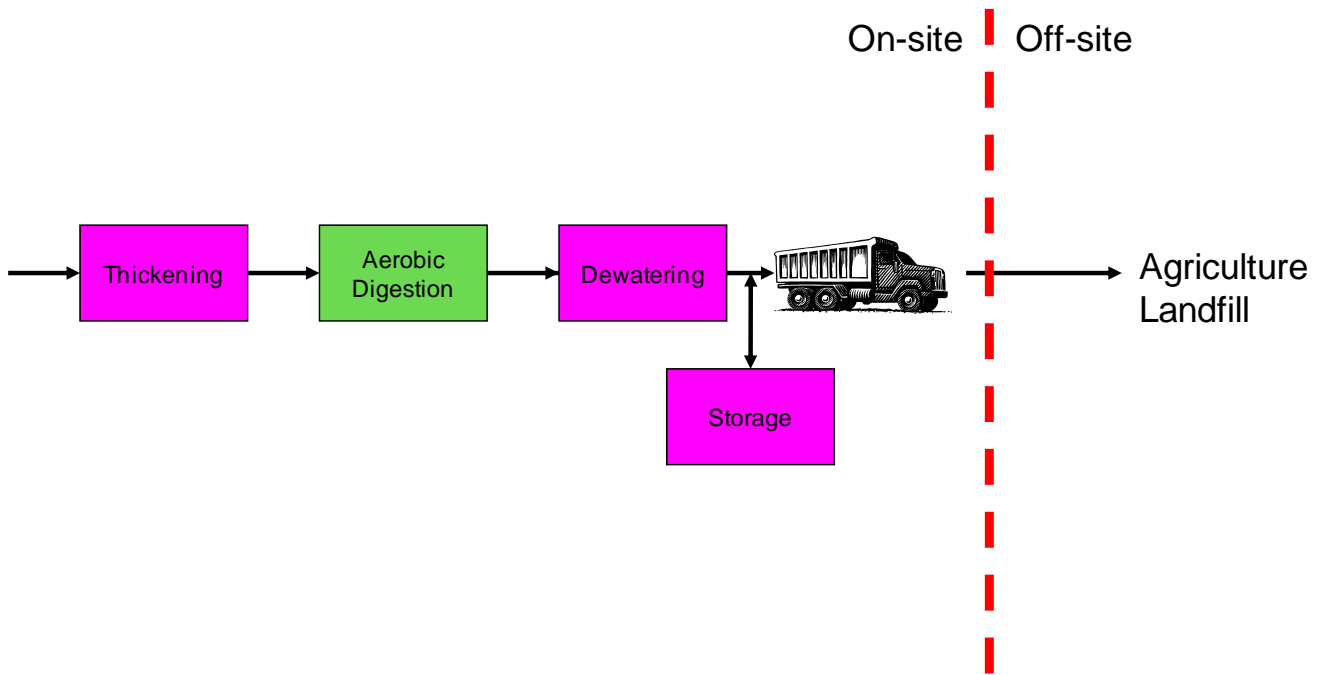 On-site
Off-site
Thickening
Aerobic
Digestion
Dewatering
Agriculture
Landfill
Storage